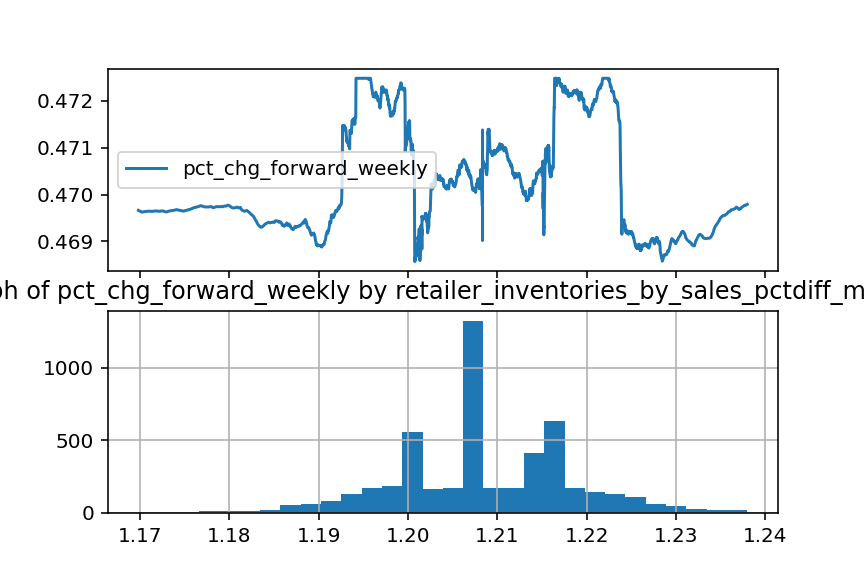 0.472
0.471
0.470
0.469
pct_chg_forward_weekly
of pct_chg_forward_weekly by retailer_inventories_by_sales_pctdiff_m
1000
500
0
1.17 1.18 1.19 1.20 1.21 1.22 1.23 1.24